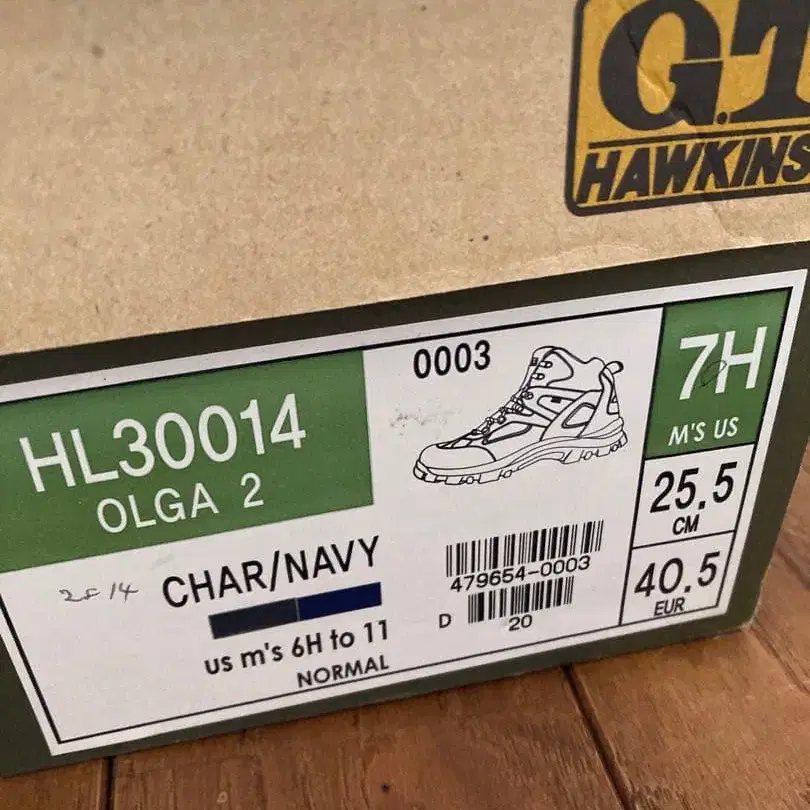 G.T
HAWKINS
HL30014
OLGA 2
0003
7H
M'S US
25.5
CM
40.5
EUR
CHAR/NAVY
us m's 6H to 11
NORMAL
479654-0003
D
20